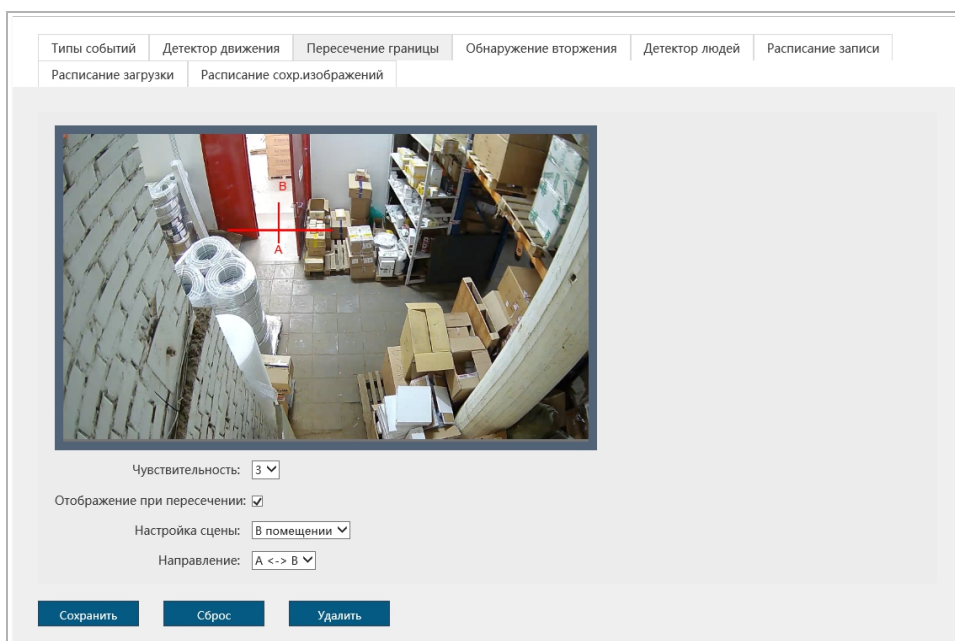 Типы событий Детектор движения Пересечение границы Обнаружение вторжения Детектор людей Расписание записи
Расписание загрузки Расписание сохр.изображений
B
A
Чувствительность: 3
Отображение при пересечении:
Настройка сцены: В помещении
Направление: A <-> B
Сохранить Сброс Удалить